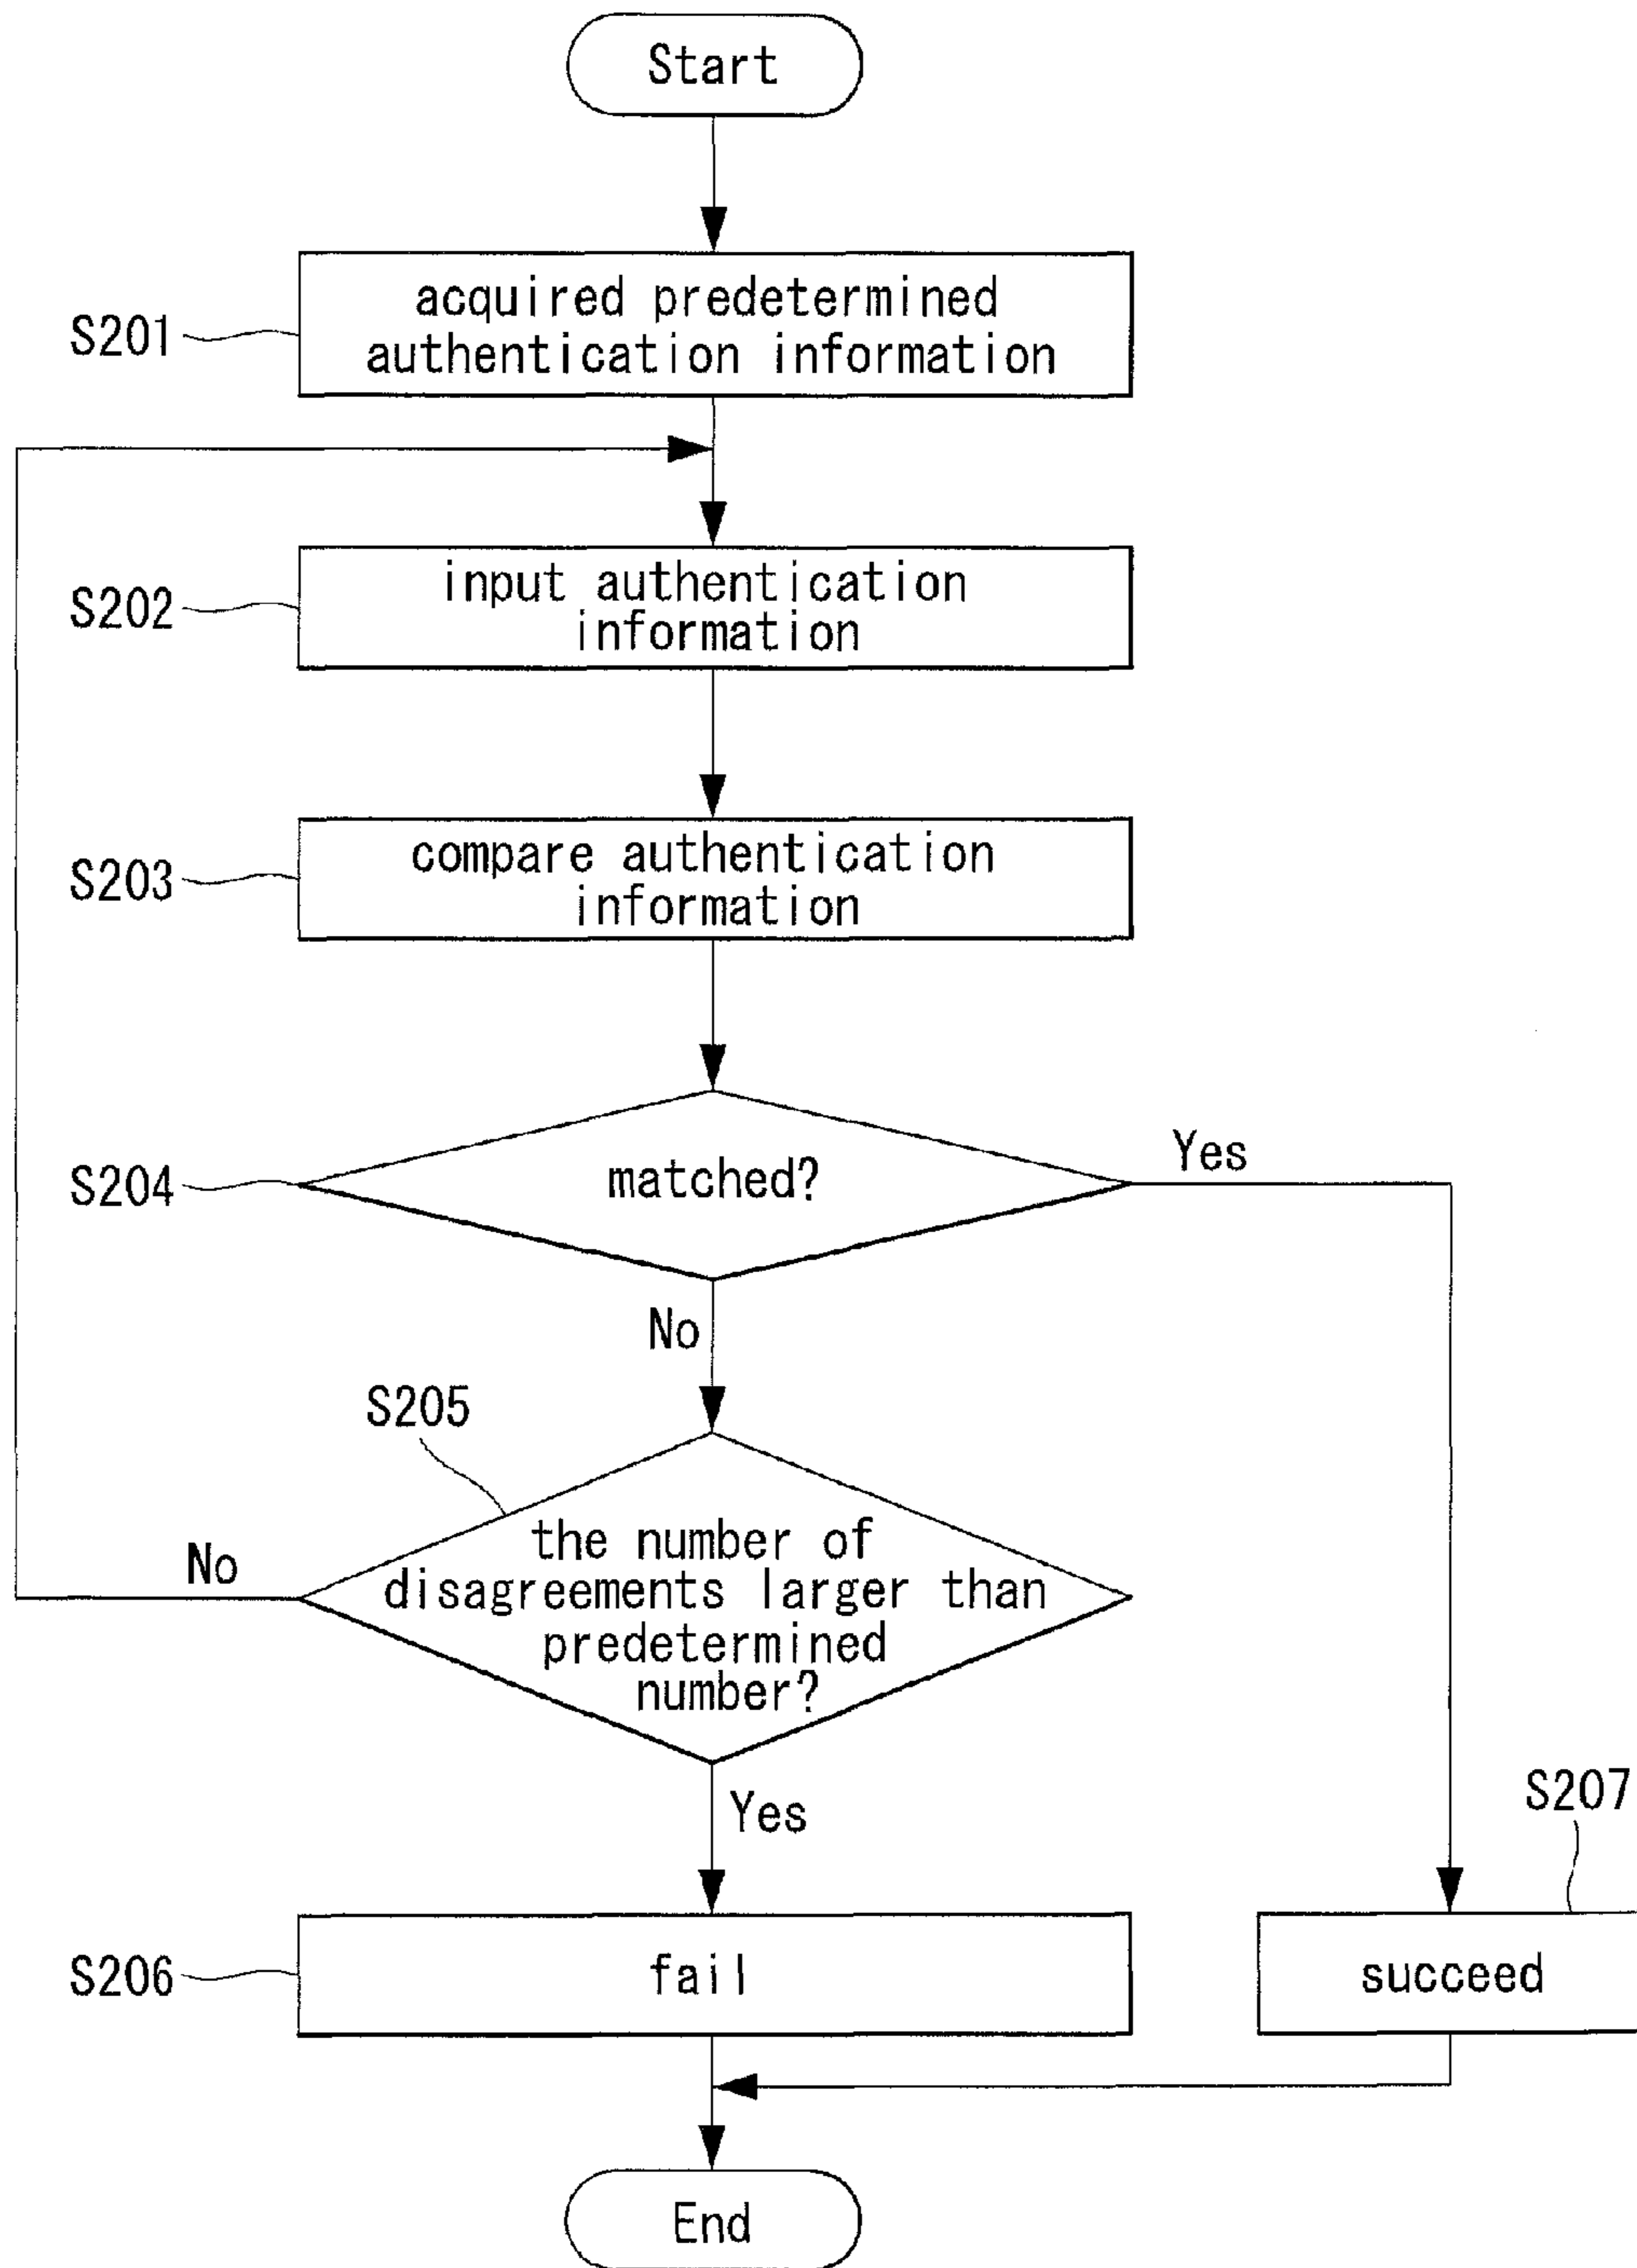 Start
S201
acquired predetermined
authentication information
S202
input authentication
information
S203
compare authentication
information
S204
matched?
Yes
No
S205
the number of
disagreements larger than
predetermined
number?
No
Yes
S206
fail
S207
succeed
End